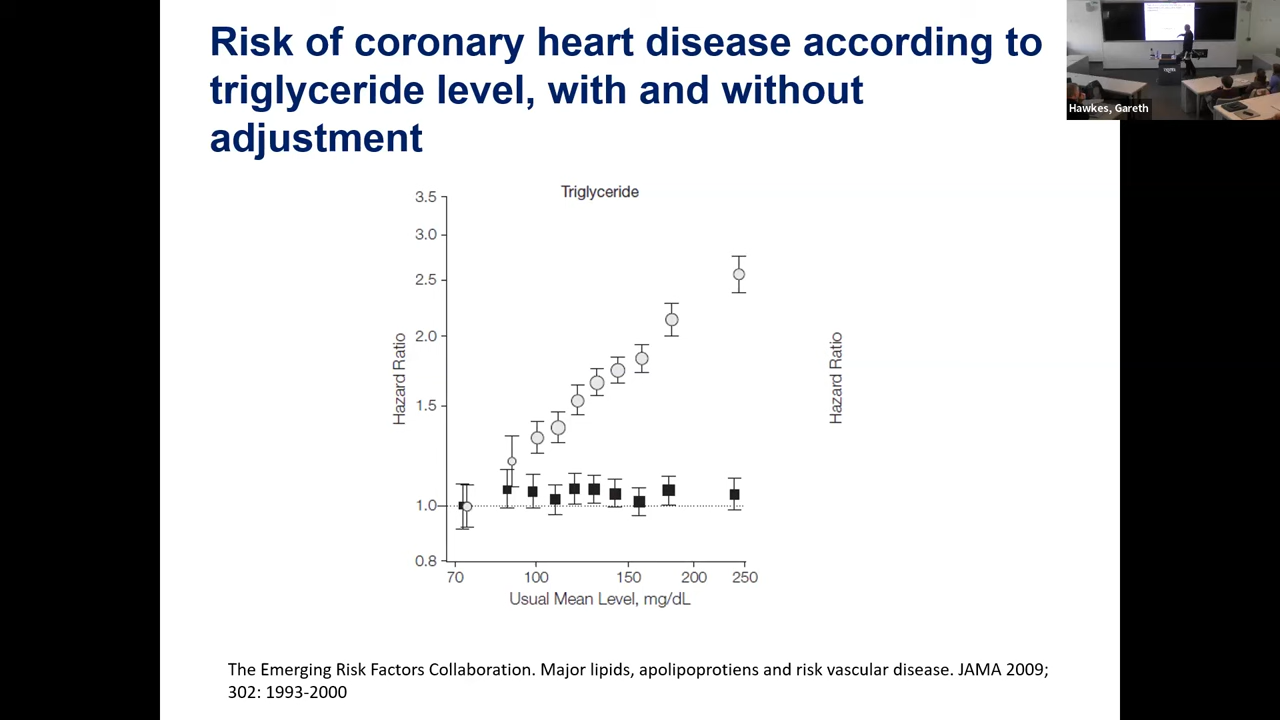 Risk of coronary heart disease according to
triglyceride level, with and without
adjustment
Hawkes, Gareth
Triglyceride
3.5
3.0
2.5
2.0
1.5
1.0
0.8
Hazard Ratio
Hazard Ratio
70 100 150 200 250
Usual Mean Level, mg/dL
The Emerging Risk Factors Collaboration. Major lipids, apolipoprotiens and risk vascular disease. JAMA 2009;
302: 1993-2000